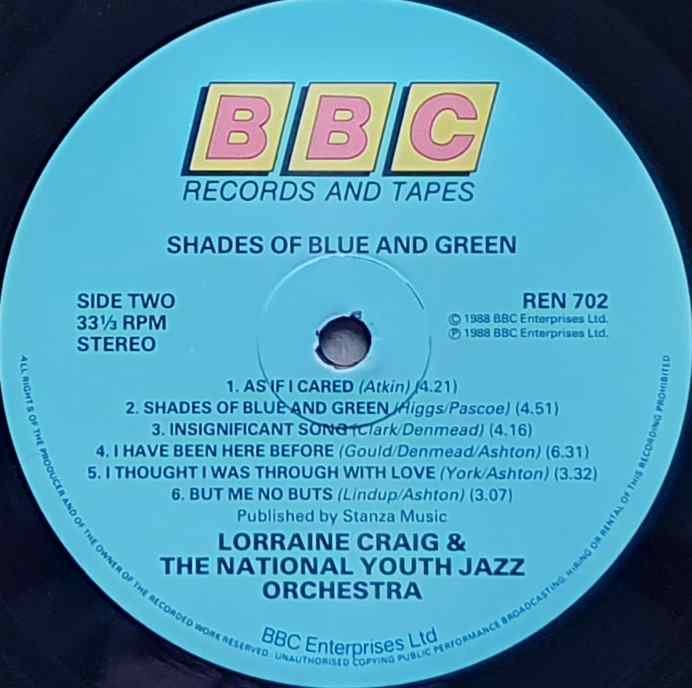 BBC
RECORDS AND TAPES
SHADES OF BLUE AND GREEN
SIDE TWO
33⅓ RPM
STEREO
REN 702
© 1988 BBC Enterprises Ltd.
℗ 1988 BBC Enterprises Ltd.
1. AS IF I CARED (Atkin) (4.21)
2. SHADES OF BLUE AND GREEN (Higgs/Pascoe) (4.51)
3. INSIGNIFICANT SONG (Clark/Denmead) (4.16)
4. I HAVE BEEN HERE BEFORE (Gould/Denmead/Ashton) (6.31)
5. I THOUGHT I WAS THROUGH WITH LOVE (York/Ashton) (3.32)
6. BUT ME NO BUTS (Lindup/Ashton) (3.07)
Published by Stanza Music
LORRAINE CRAIG &
THE NATIONAL YOUTH JAZZ
ORCHESTRA
BBC Enterprises Ltd
ALL RIGHTS OF THE PRODUCER AND OF THE OWNER OF THE RECORDED WORK RESERVED. UNAUTHORISED COPYING PUBLIC PERFORMANCE BROADCASTING, HIRING OR RENTAL OF THIS RECORDING PROHIBITED